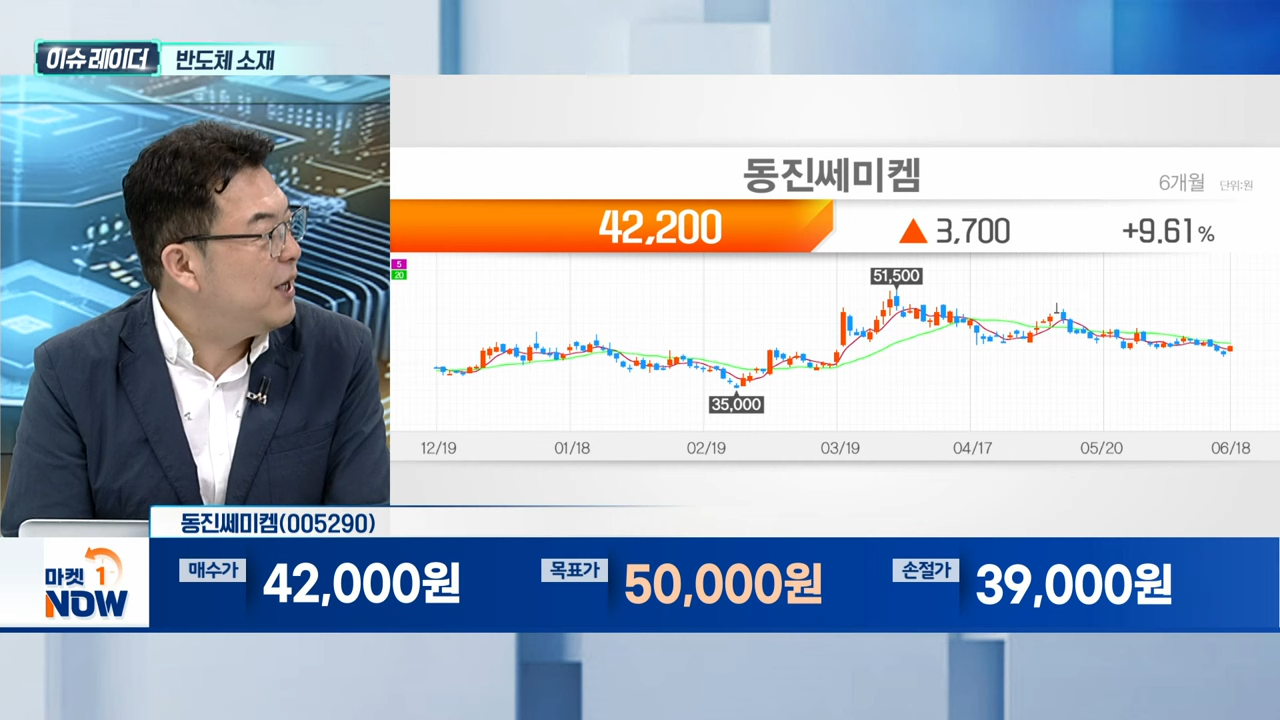 이슈 레이더 반도체 소재
동진쎄미켐
6개월 단위:원
42,200 ▲ 3,700 +9.61%
5
20
51,500
35,000
12/19 01/18 02/19 03/19 04/17 05/20 06/18
동진쎄미켐(005290)
마켓 1
NOW
매수가 42,000원 목표가 50,000원 손절가 39,000원